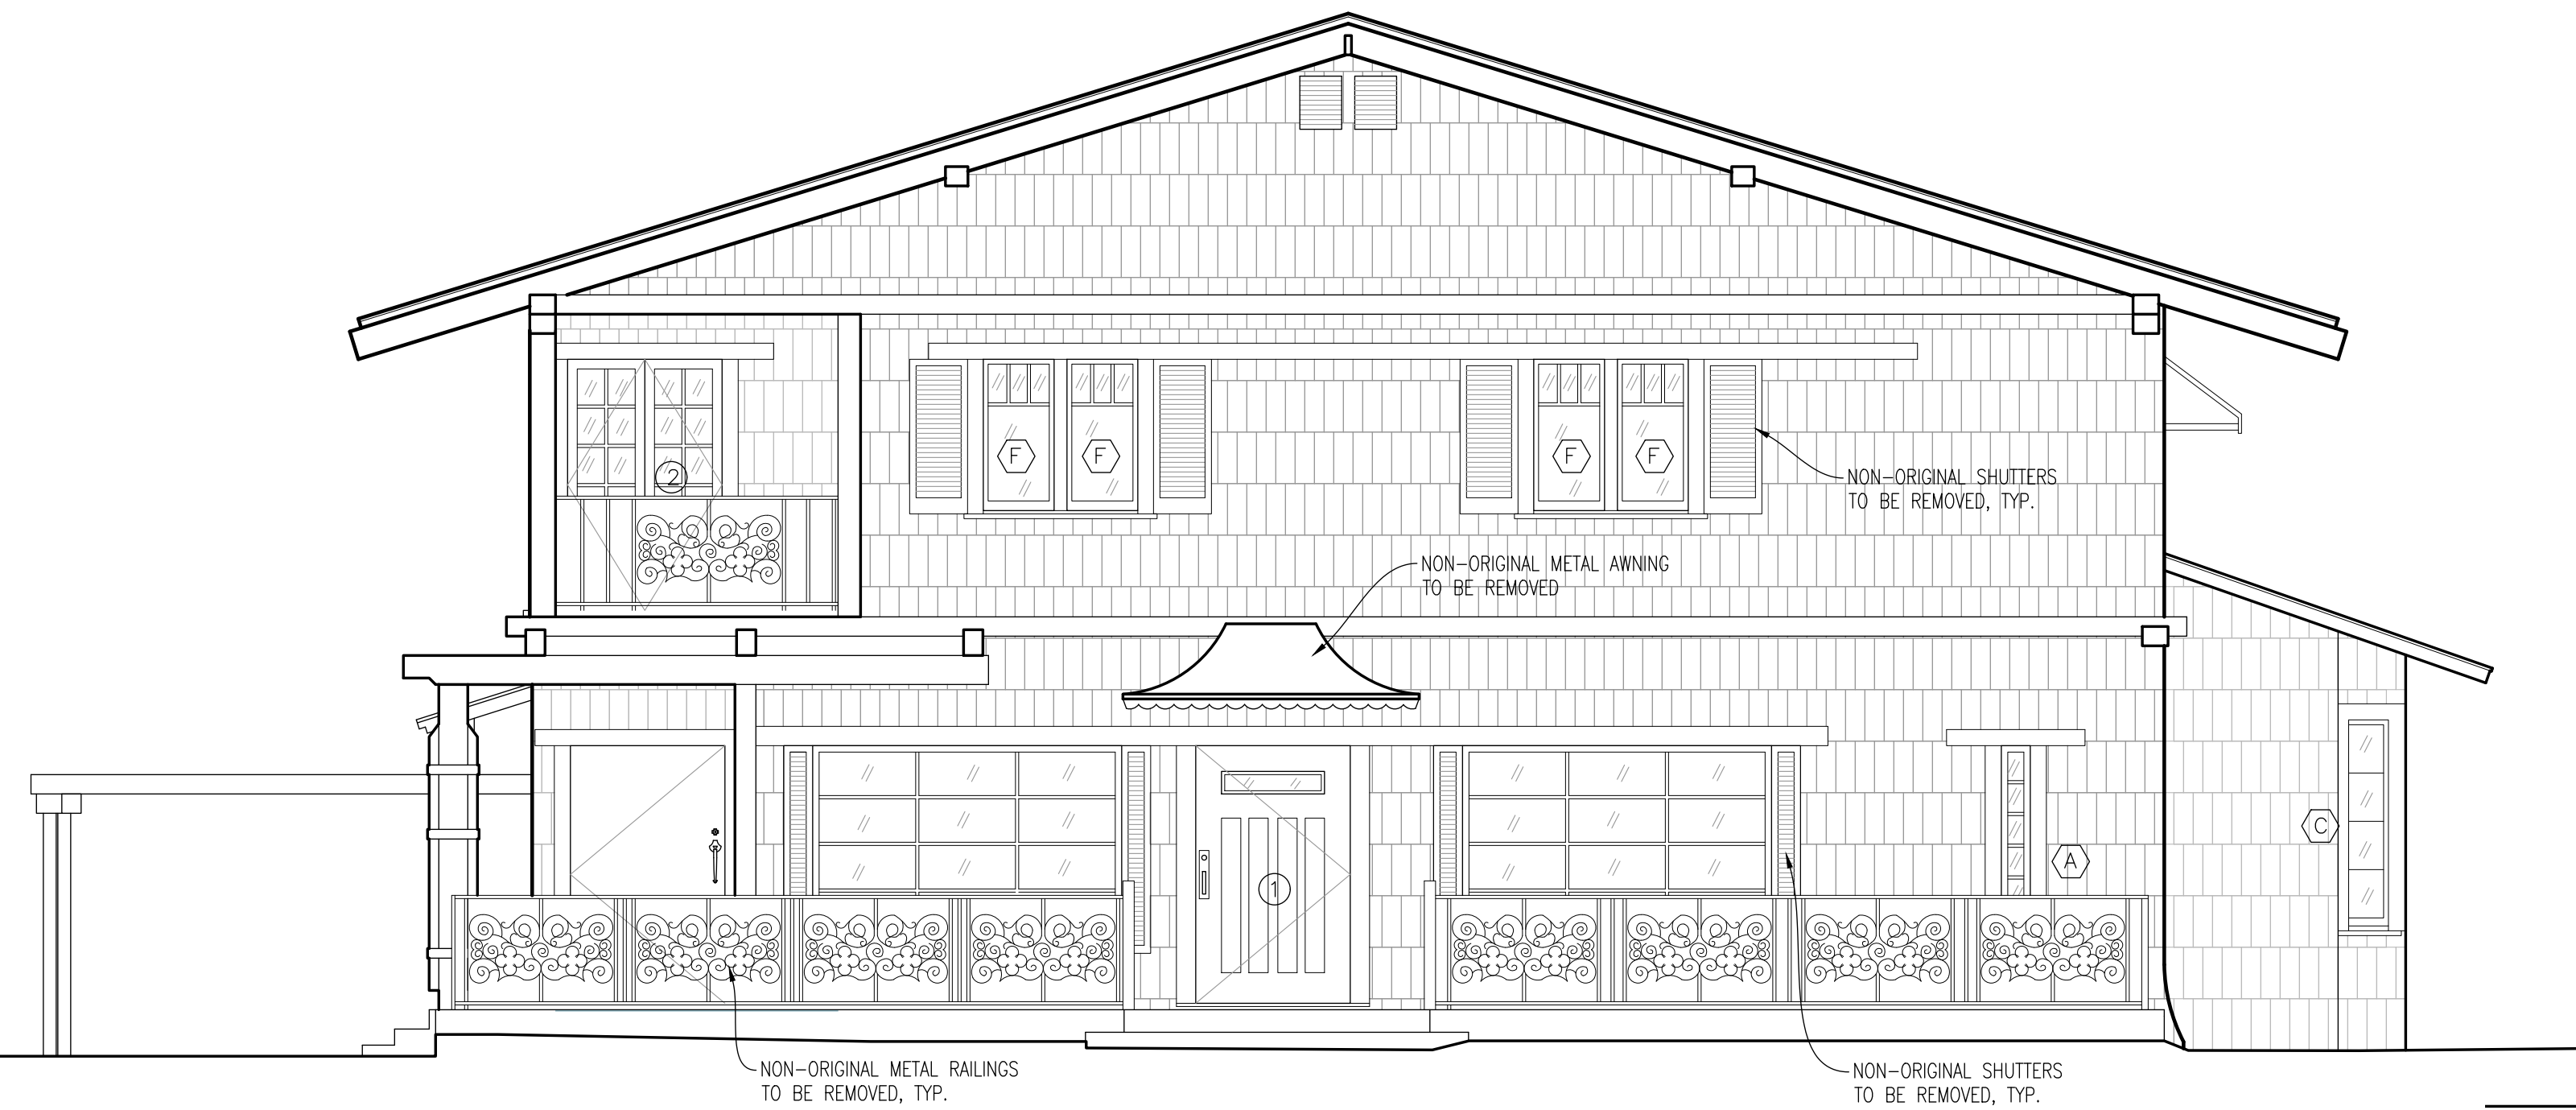 2
F
F
F
F
NON-ORIGINAL SHUTTERS
TO BE REMOVED, TYP.
NON-ORIGINAL METAL AWNING
TO BE REMOVED
C
A
1
NON-ORIGINAL METAL RAILINGS
TO BE REMOVED, TYP.
NON-ORIGINAL SHUTTERS
TO BE REMOVED, TYP.